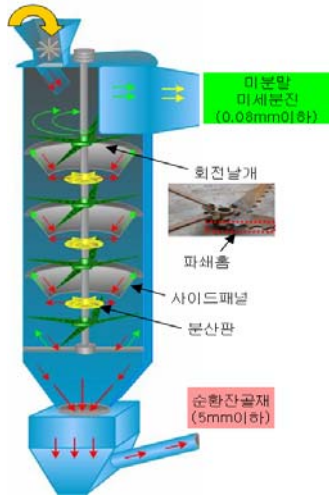 미분말
미세분진
(0.08mm이하)
회전날개
파쇄홈
사이드패널
분산판
순환잔골재
(5mm이하)